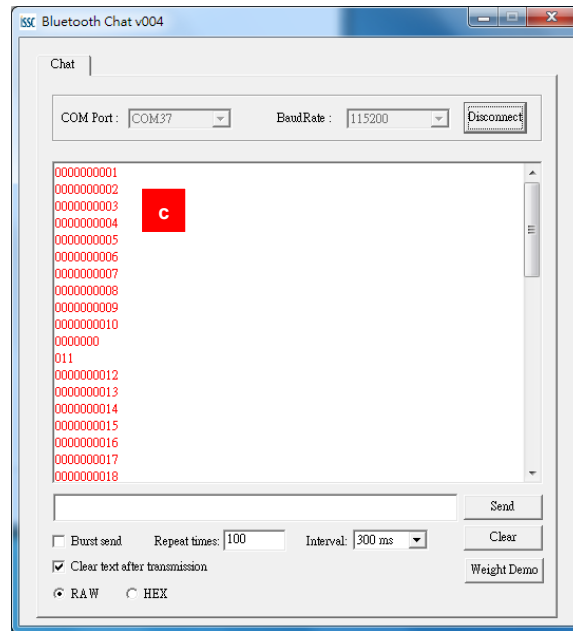 ISSC Bluetooth Chat v004
Chat
COM Port : COM37 BaudRate : 115200 Disconnect
0000000001
0000000002
0000000003
C
0000000004
0000000005
0000000006
0000000007
0000000008
0000000009
0000000010
0000000
011
0000000012
0000000013
0000000014
0000000015
0000000016
0000000017
0000000018
Send
Burst send Repeat times: 100 Interval: 300 ms Clear
Clear text after transmission Weight Demo
RAW HEX